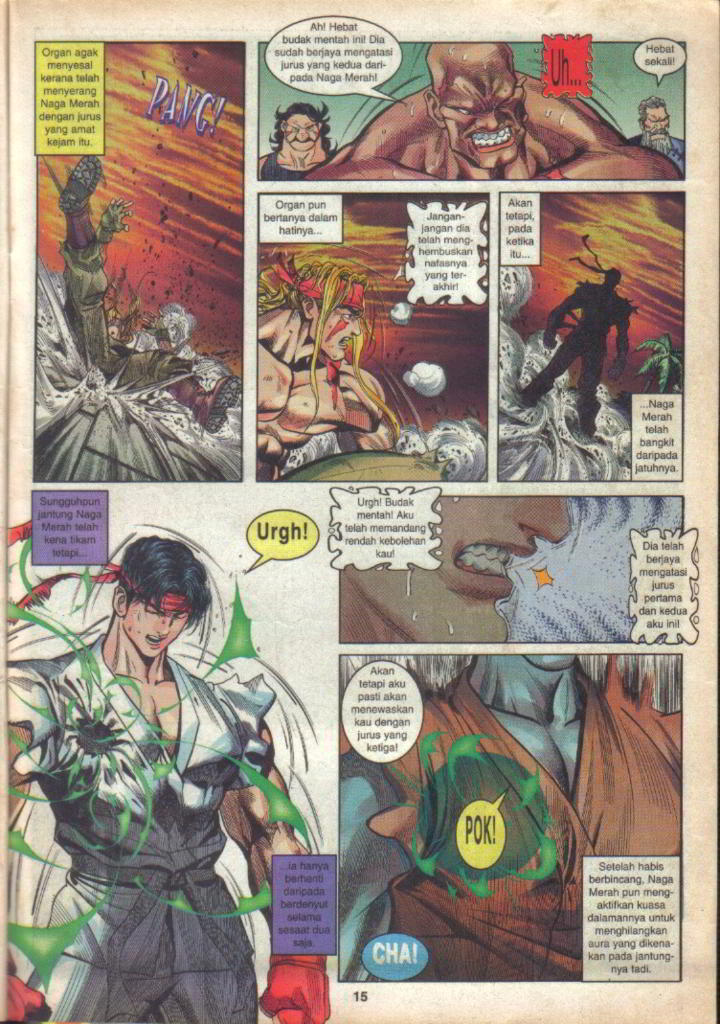 Organ agak
menyesal
kerana telah
menyerang
Naga Merah
dengan jurus
yang amat
kejam itu.
PANG!
Ah! Hebat
budak mentah ini! Dia
sudah berjaya mengatasi
jurus yang kedua dari-
pada Naga Merah!
Uh...
Hebat
sekali!
Organ pun
bertanya dalam
hatinya...
Jangan-
jangan dia
telah meng-
hembuskan
nafasnya
yang ter-
akhir!
Akan
tetapi,
pada
ketika
itu...
...Naga
Merah
telah
bangkit
daripada
jatuhnya.
Sungguhpun
jantung Naga
Merah telah
kena tikam
tetapi...
Urgh!
...ia hanya
berhenti
daripada
berdenyut
selama
sesaat dua
saja.
Urgh! Budak
mentah! Aku
telah memandang
rendah kebolehan
kau!
Dia telah
berjaya
mengatasi
jurus
pertama
dan kedua
aku ini!
Akan
tetapi aku
pasti akan
menewaskan
kau dengan
jurus yang
ketiga!
POK!
CHA!
Setelah habis
berbincang, Naga
Merah pun meng-
aktifkan kuasa
dalamannya untuk
menghilangkan
aura yang dikena-
kan pada jantung-
nya tadi.
15